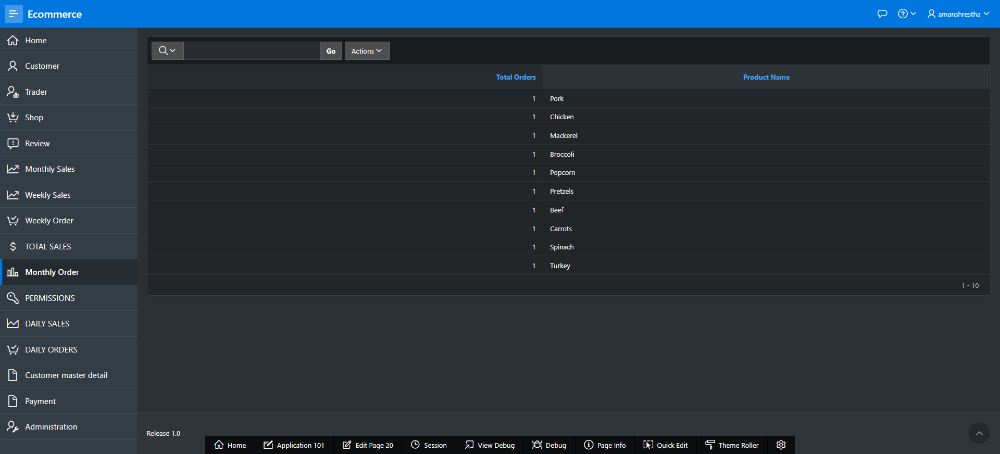 Ecommerce
amanshrestha
Home
Customer
Trader
Shop
Review
Monthly Sales
Weekly Sales
Weekly Order
TOTAL SALES
Monthly Order
PERMISSIONS
DAILY SALES
DAILY ORDERS
Customer master detail
Payment
Administration
Go Actions
Total Orders Product Name
1 Pork
1 Chicken
1 Mackerel
1 Broccoli
1 Popcorn
1 Pretzels
1 Beef
1 Carrots
1 Spinach
1 Turkey
1 - 10
Release 1.0
Home Application 101 Edit Page 20 Session View Debug Debug Page Info Quick Edit Theme Roller